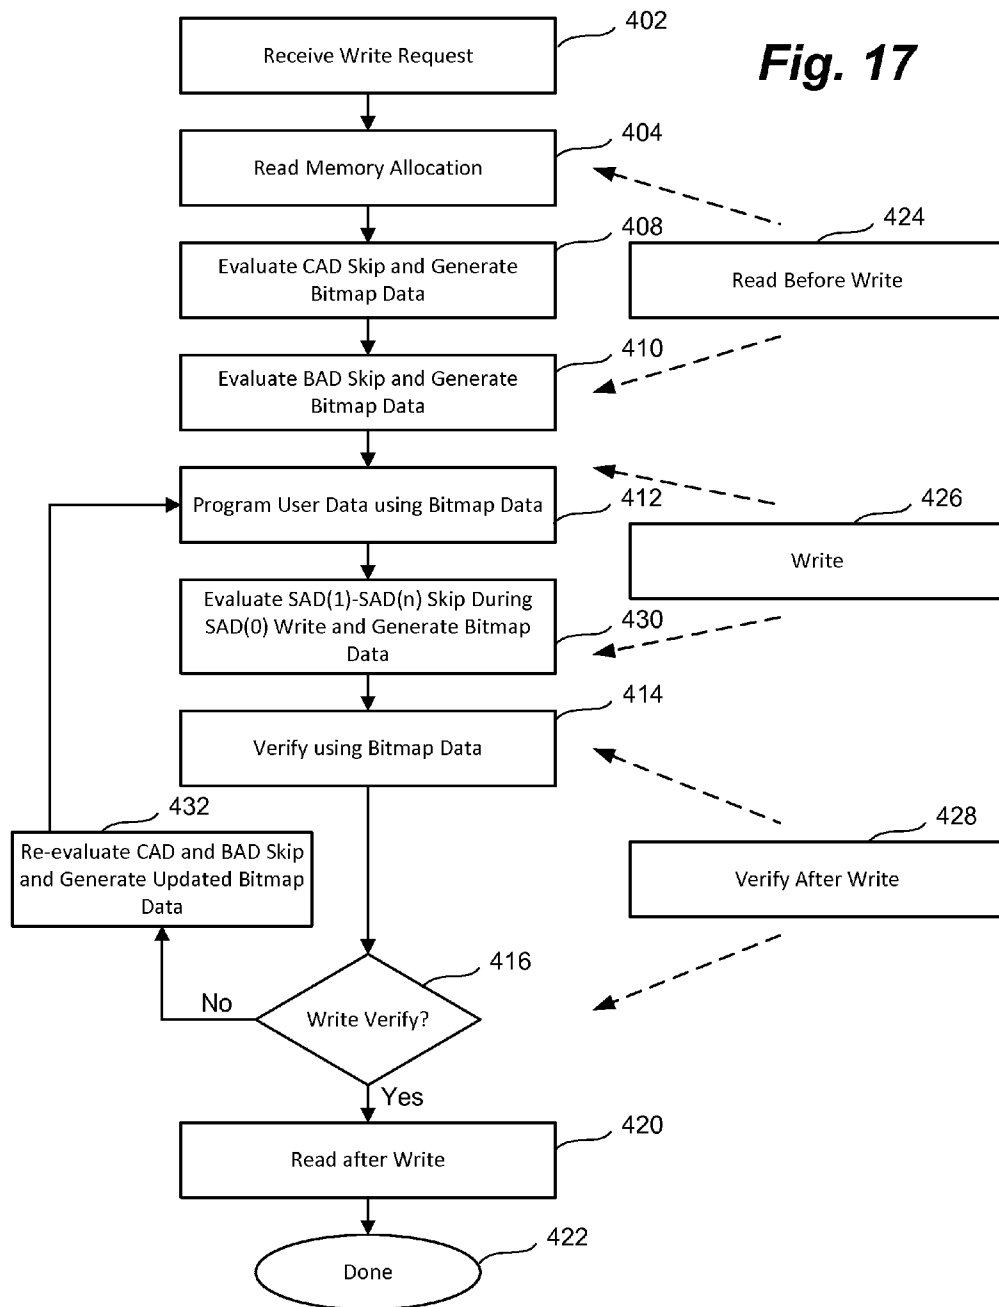 402
Receive Write Request
Fig. 17
404
Read Memory Allocation
408
424
Evaluate CAD Skip and Generate
Bitmap Data
Read Before Write
410
Evaluate BAD Skip and Generate
Bitmap Data
Program User Data using Bitmap Data
412
426
Write
Evaluate SAD(1)-SAD(n) Skip During
SAD(0) Write and Generate Bitmap
Data
430
414
Verify using Bitmap Data
432
428
Re-evaluate CAD and BAD Skip
and Generate Updated Bitmap
Data
Verify After Write
416
No
Write Verify?
Yes
420
Read after Write
422
Done